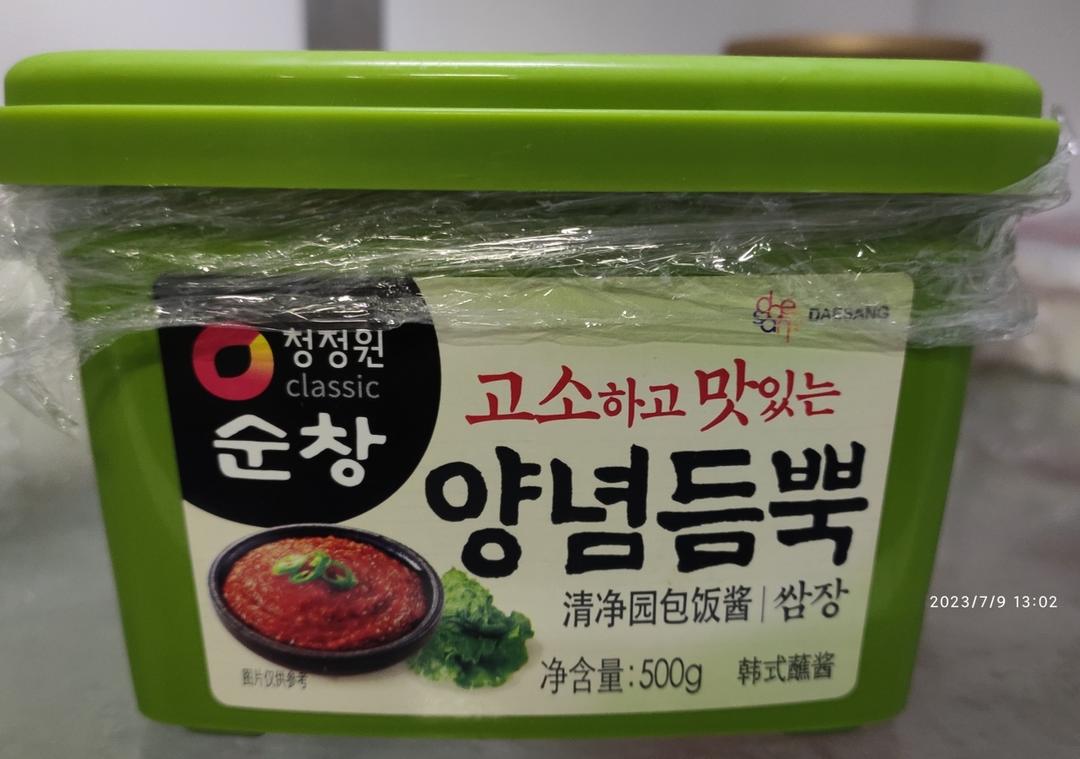 dae
sang
DAESANG
청정원
classic
순창
고소하고 맛있는
양념듬뿍
清净园包饭酱|쌈장
净含量:500g 韩式蘸酱
图片仅供参考
2023/7/9 13:02